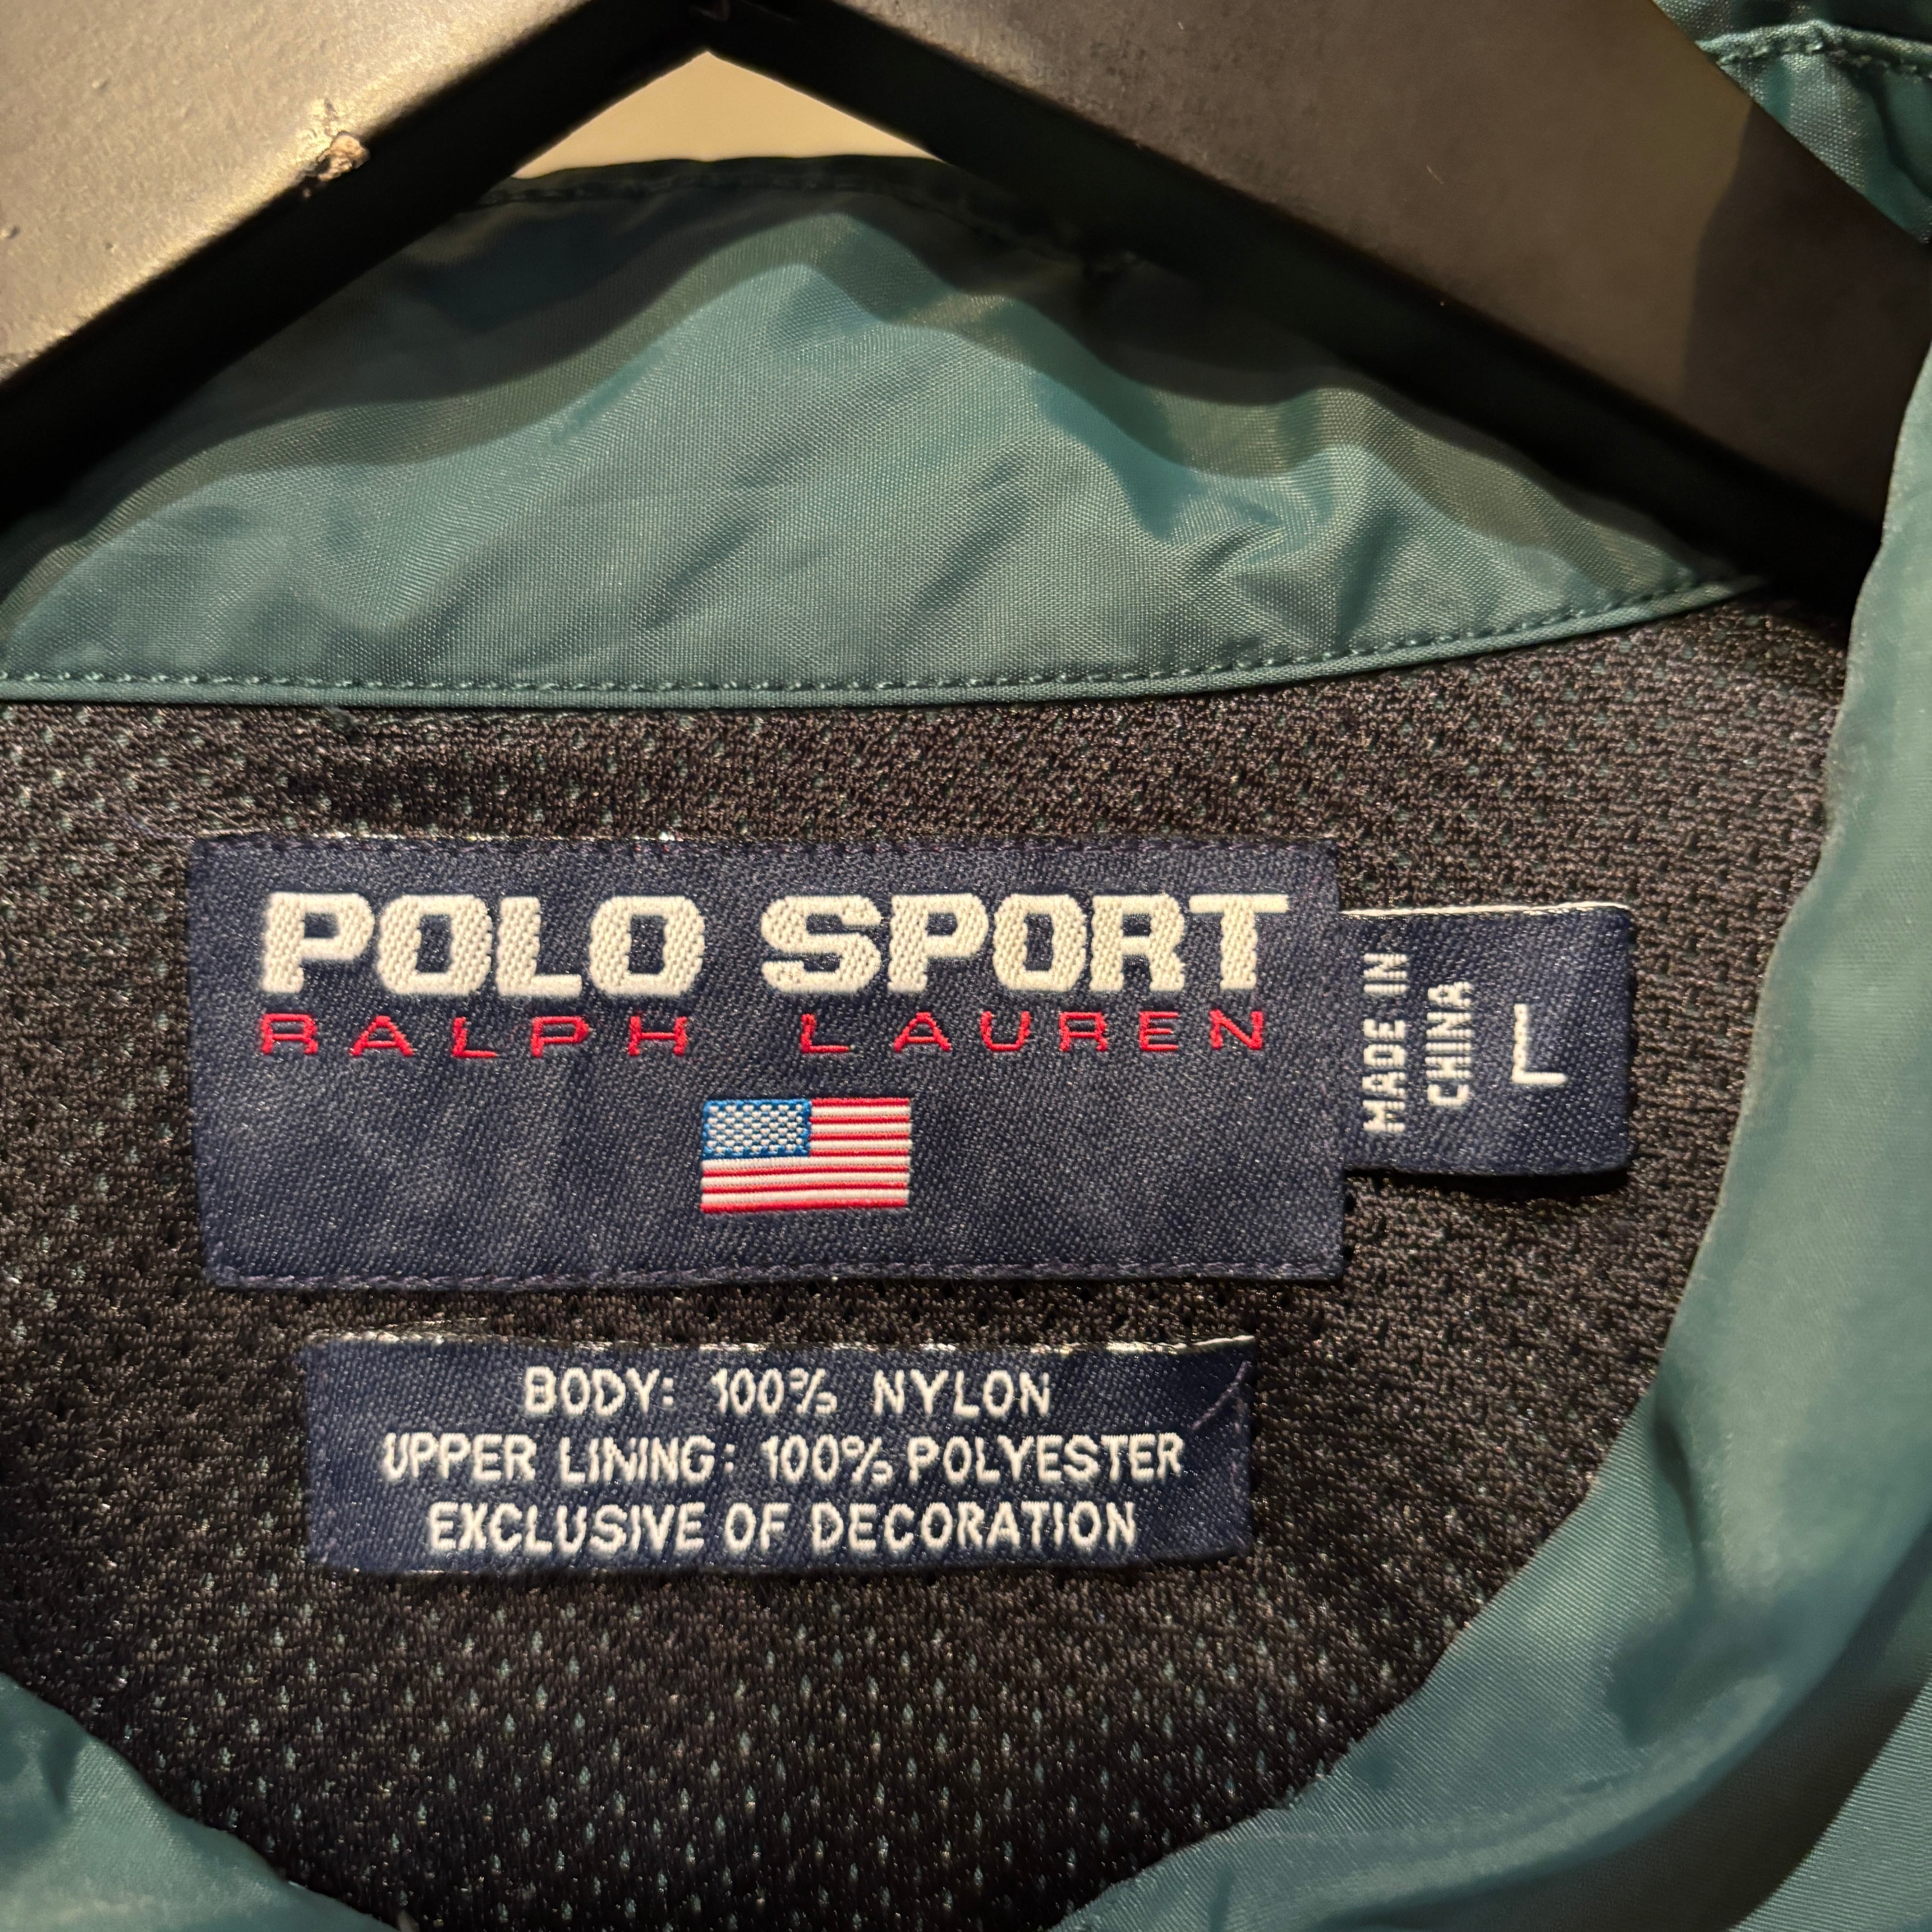 POLO SPORT
RALPH LAUREN
MADE IN
CHINA
L
BODY: 100% NYLON
UPPER LINING: 100% POLYESTER
EXCLUSIVE OF DECORATION